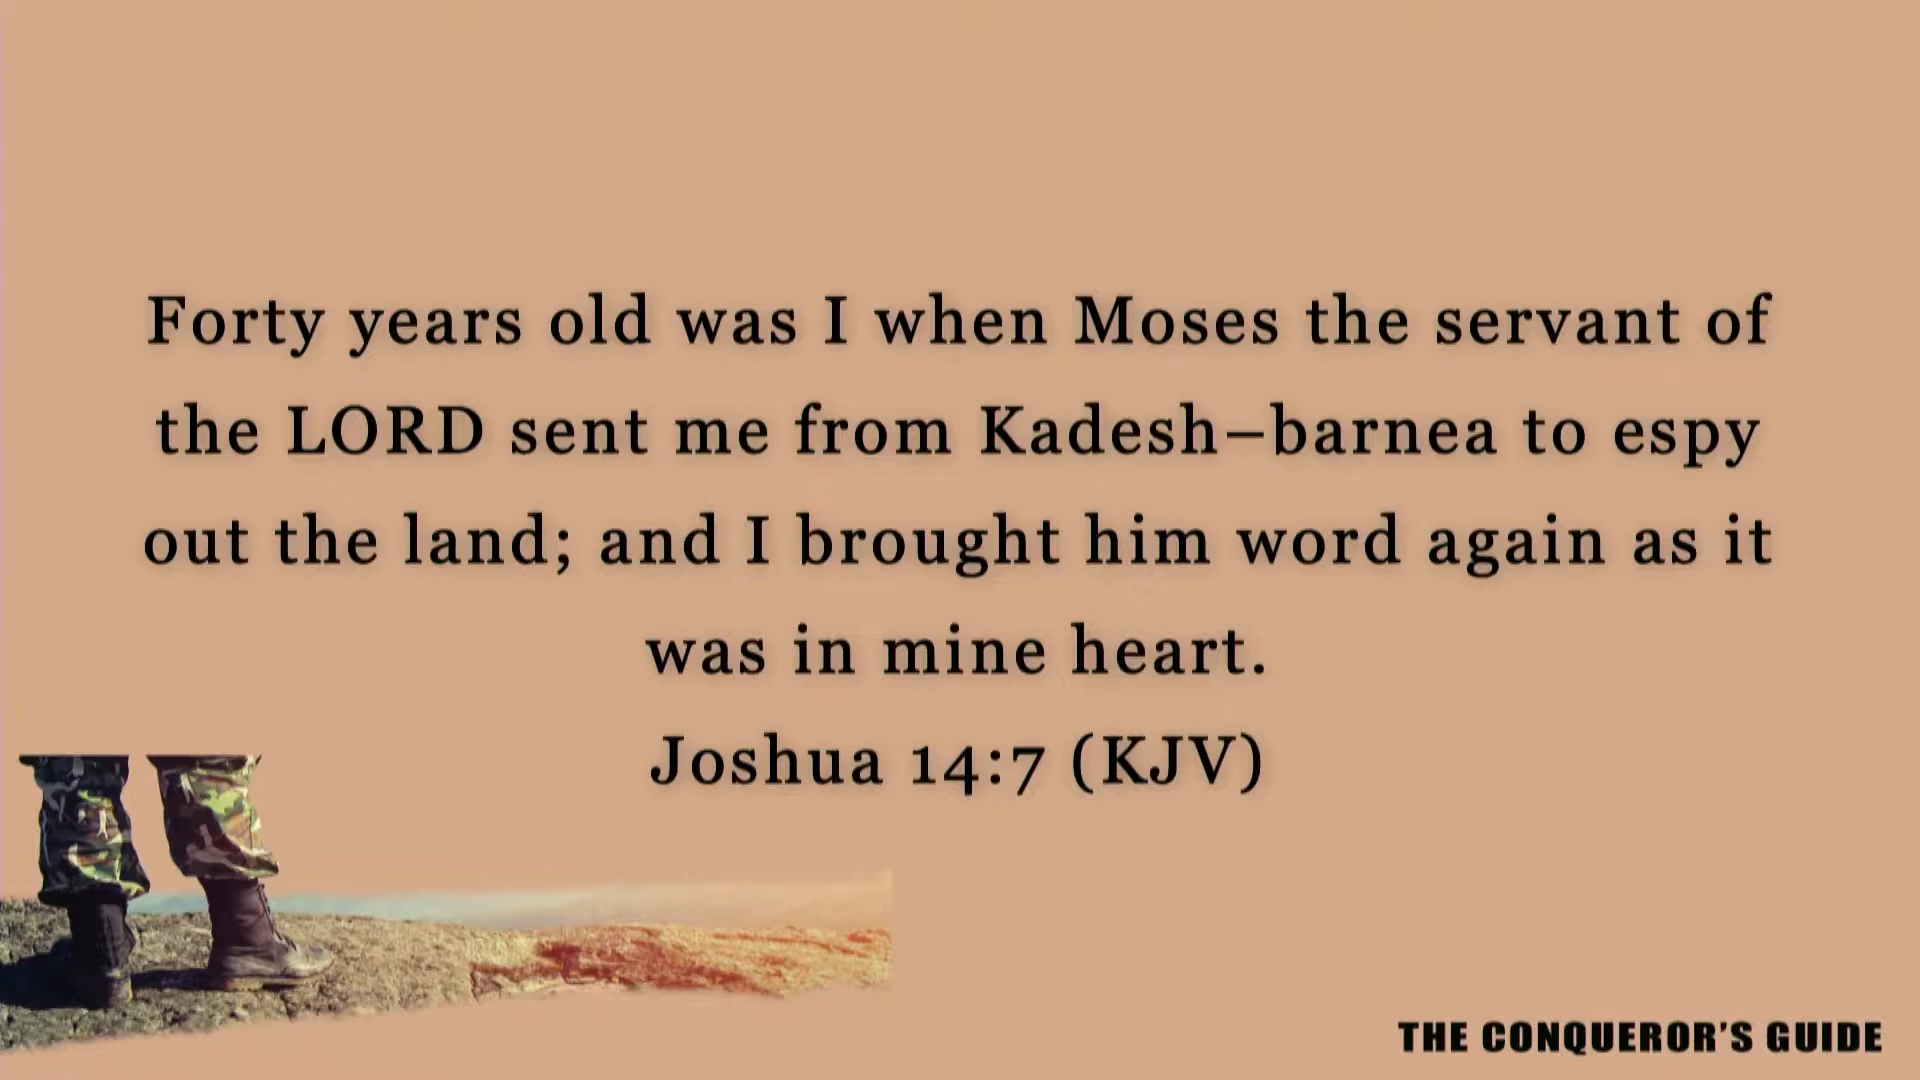 Forty years old was I when Moses the servant of
the LORD sent me from Kadesh–barnea to espy
out the land; and I brought him word again as it
was in mine heart.
Joshua 14:7 (KJV)
THE CONQUEROR'S GUIDE